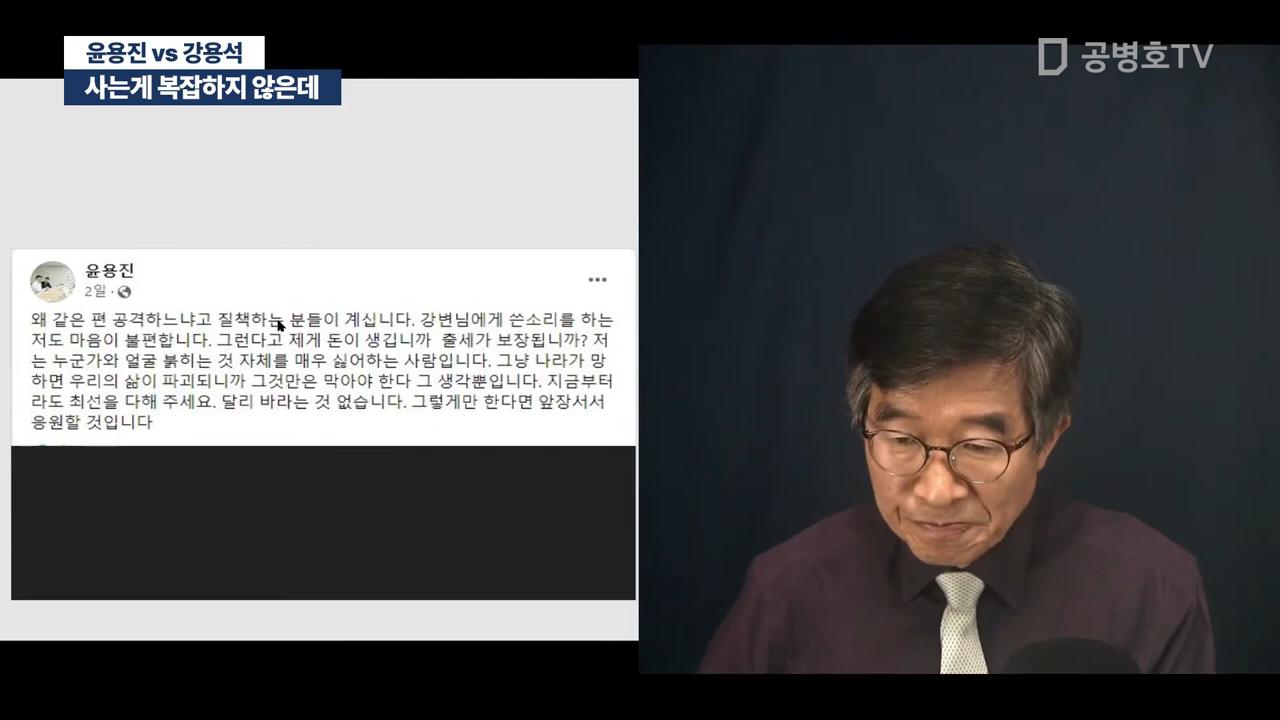 윤용진 vs 강용석
사는게 복잡하지 않은데
공병호TV
윤용진
2일 ·
왜 같은 편 공격하느냐고 질책하는 분들이 계십니다. 강변님에게 쓴소리를 하는
저도 마음이 불편합니다. 그런다고 제게 돈이 생깁니까 출세가 보장됩니까? 저
는 누군가와 얼굴 붉히는 것 자체를 매우 싫어하는 사람입니다. 그냥 나라가 망
하면 우리의 삶이 파괴되니까 그것만은 막아야 한다 그 생각뿐입니다. 지금부터
라도 최선을 다해 주세요. 달리 바라는 것 없습니다. 그렇게만 한다면 앞장서서
응원할 것입니다